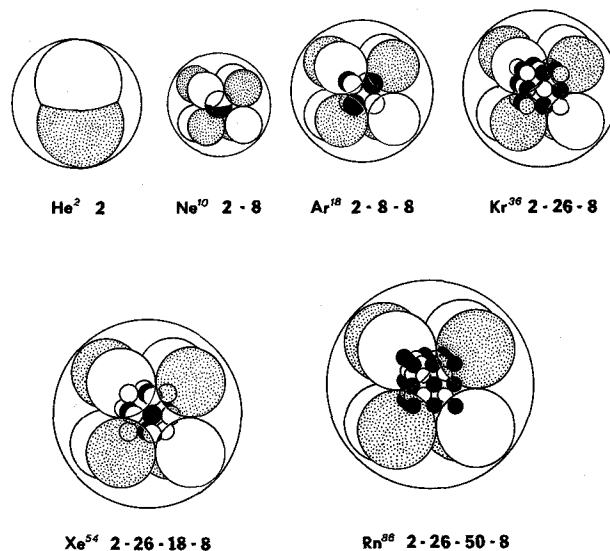 He² 2 Ne¹⁰ 2 - 8 Ar¹⁸ 2 - 8 - 8 Kr³⁶ 2 - 26 - 8
Xe⁵⁴ 2 - 26 - 18 - 8 Rn⁸⁶ 2 - 26 - 50 - 8